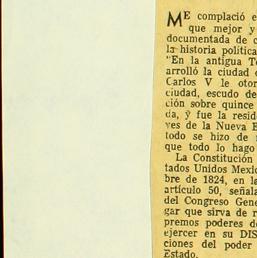 ME complació e
que mejor y
documentada de c
la historia política
"En la antigua Te
arrolló la ciudad
Carlos V le otor
ciudad, escudo de
ción sobre quince
da, y fue la resid
yes de la Nueva E
todo se hizo de
que todo lo hago
La Constitución
tados Unidos Mexic
bre de 1824, en la
artículo 50, señala
del Congreso Gene
gar que sirva de r
premos poderes d
ejercer en su DIS
ciones del poder
Estado.